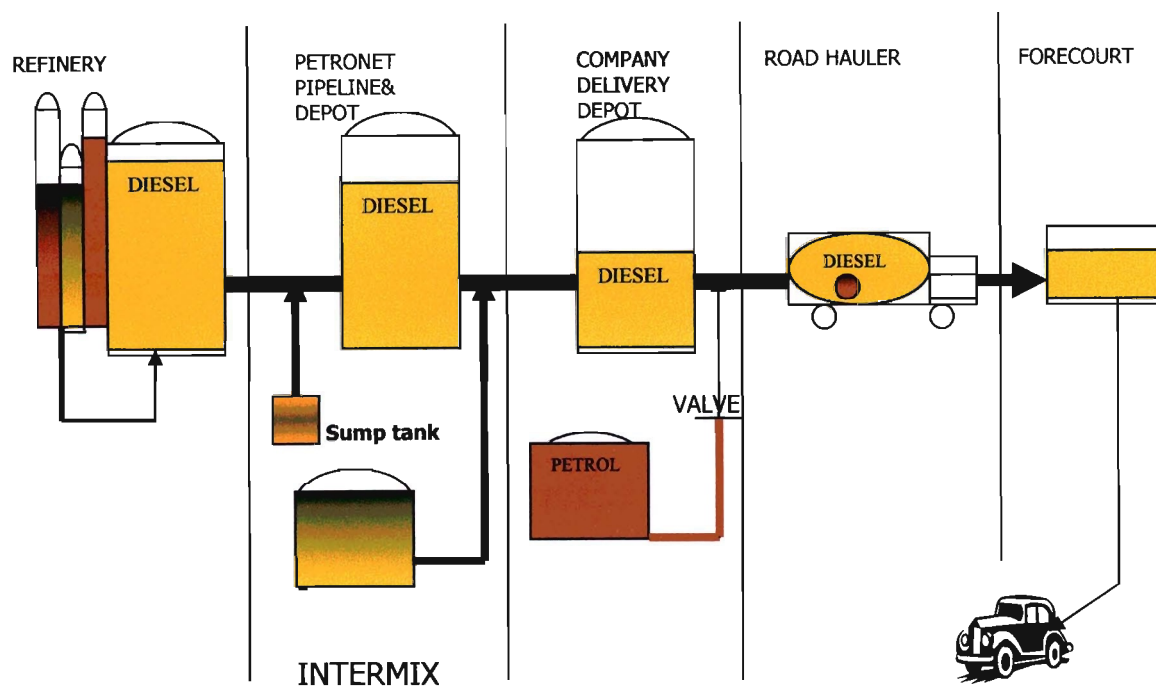 REFINERY
PETRONET
PIPELINE&
DEPOT
COMPANY
DELIVERY
DEPOT
ROAD HAULER
FORECOURT
DIESEL
DIESEL
DIESEL
DIESEL
Sump tank
VALVE
PETROL
INTERMIX